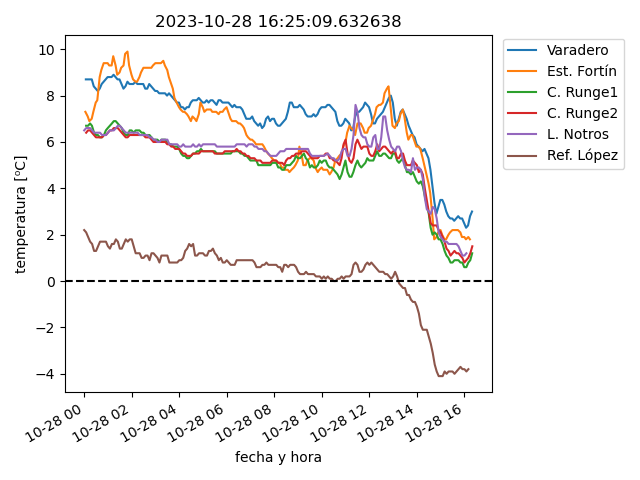 2023-10-28 16:25:09.632638
temperatura [ºC]
10
8
6
4
2
0
−2
−4
10-28 00
10-28 02
10-28 04
10-28 06
10-28 08
10-28 10
10-28 12
10-28 14
10-28 16
fecha y hora
Varadero
Est. Fortín
C. Runge1
C. Runge2
L. Notros
Ref. López